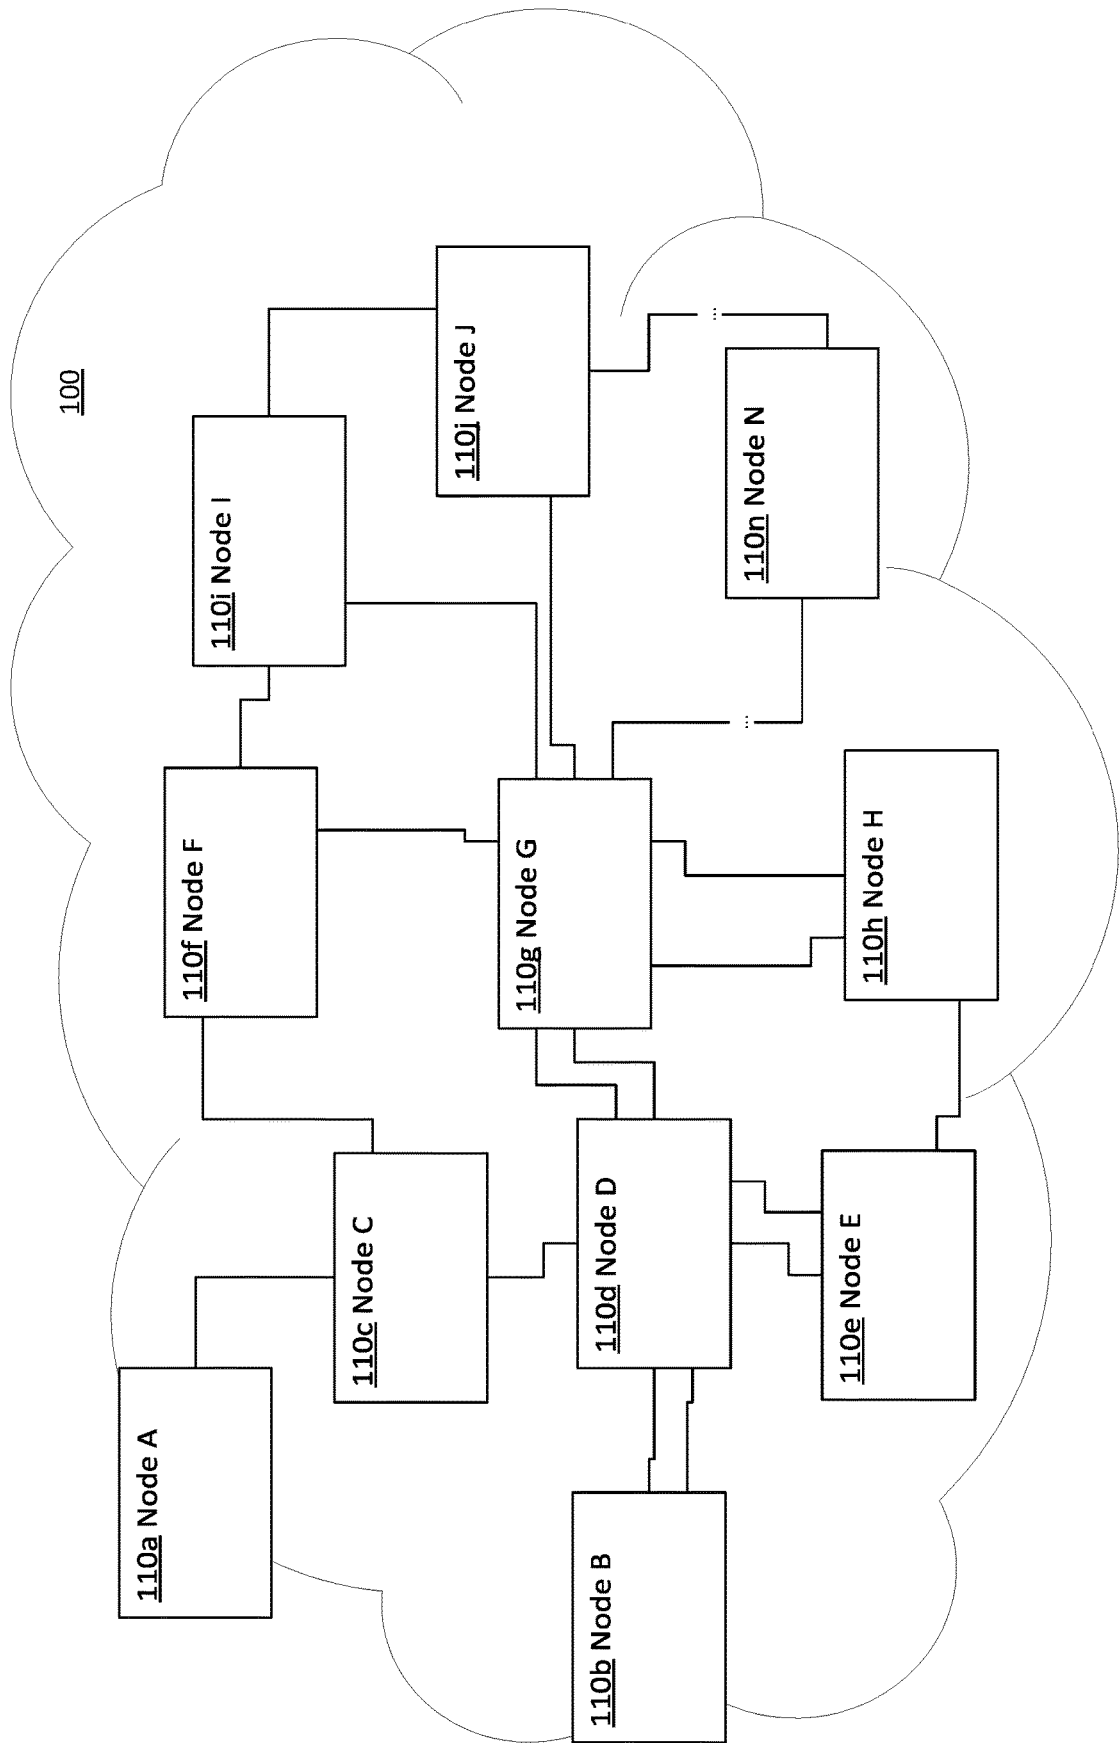 100
110a Node A
110b Node B
110c Node C
110d Node D
110e Node E
110f Node F
110g Node G
110h Node H
110i Node I
110j Node J
...
110n Node N
...